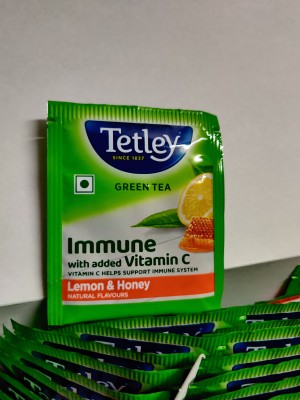 Tetley
SINCE 1837
GREEN TEA
Immune
with added Vitamin C
VITAMIN C HELPS SUPPORT IMMUNE SYSTEM
Lemon & Honey
NATURAL FLAVOURS